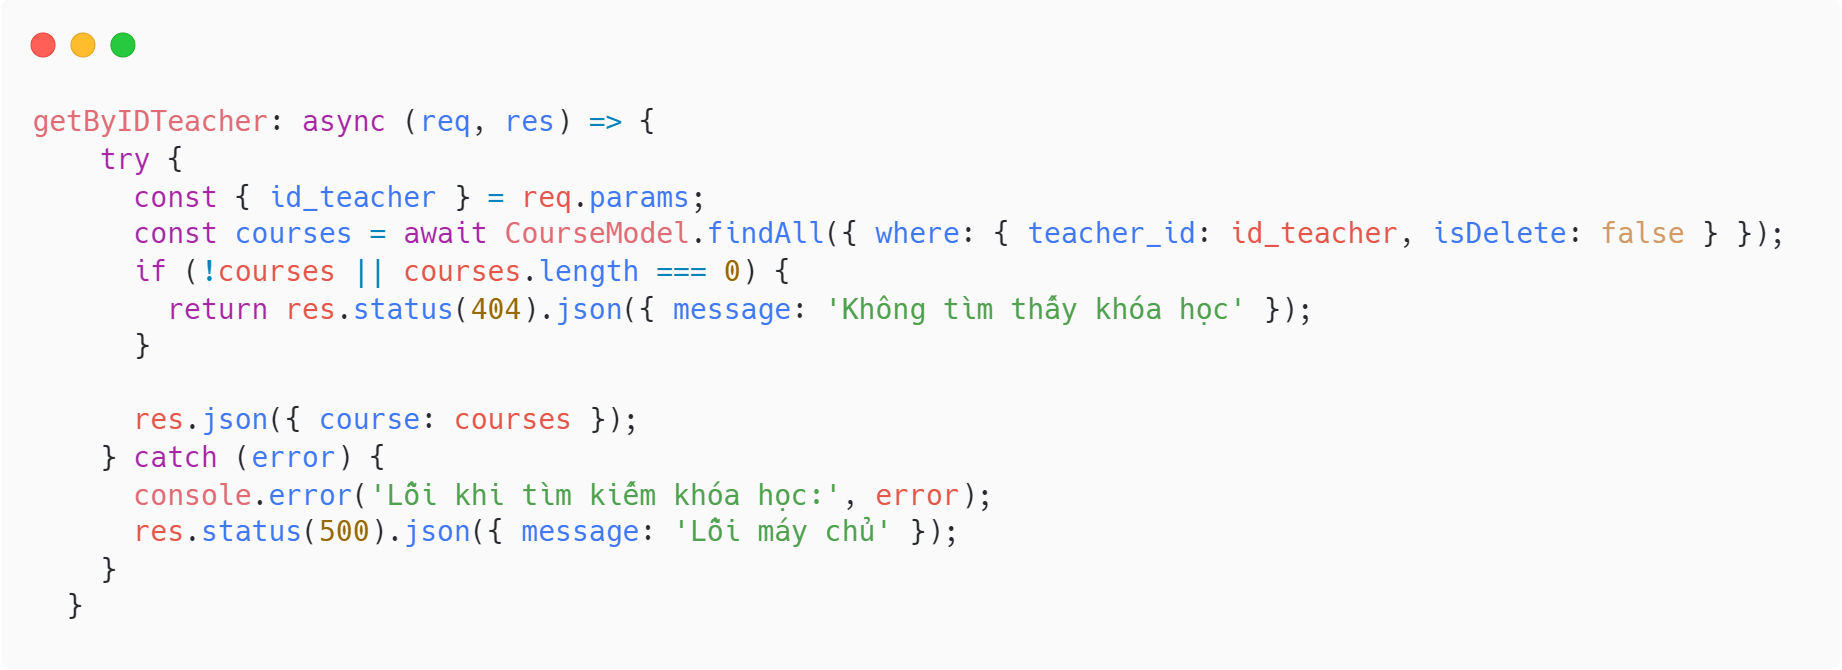 getByIDTeacher: async (req, res) => {
    try {
      const { id_teacher } = req.params;
      const courses = await CourseModel.findAll({ where: { teacher_id: id_teacher, isDelete: false } });
      if (!courses || courses.length === 0) {
        return res.status(404).json({ message: 'Không tìm thấy khóa học' });
      }

      res.json({ course: courses });
    } catch (error) {
      console.error('Lỗi khi tìm kiếm khóa học:', error);
      res.status(500).json({ message: 'Lỗi máy chủ' });
    }
  }